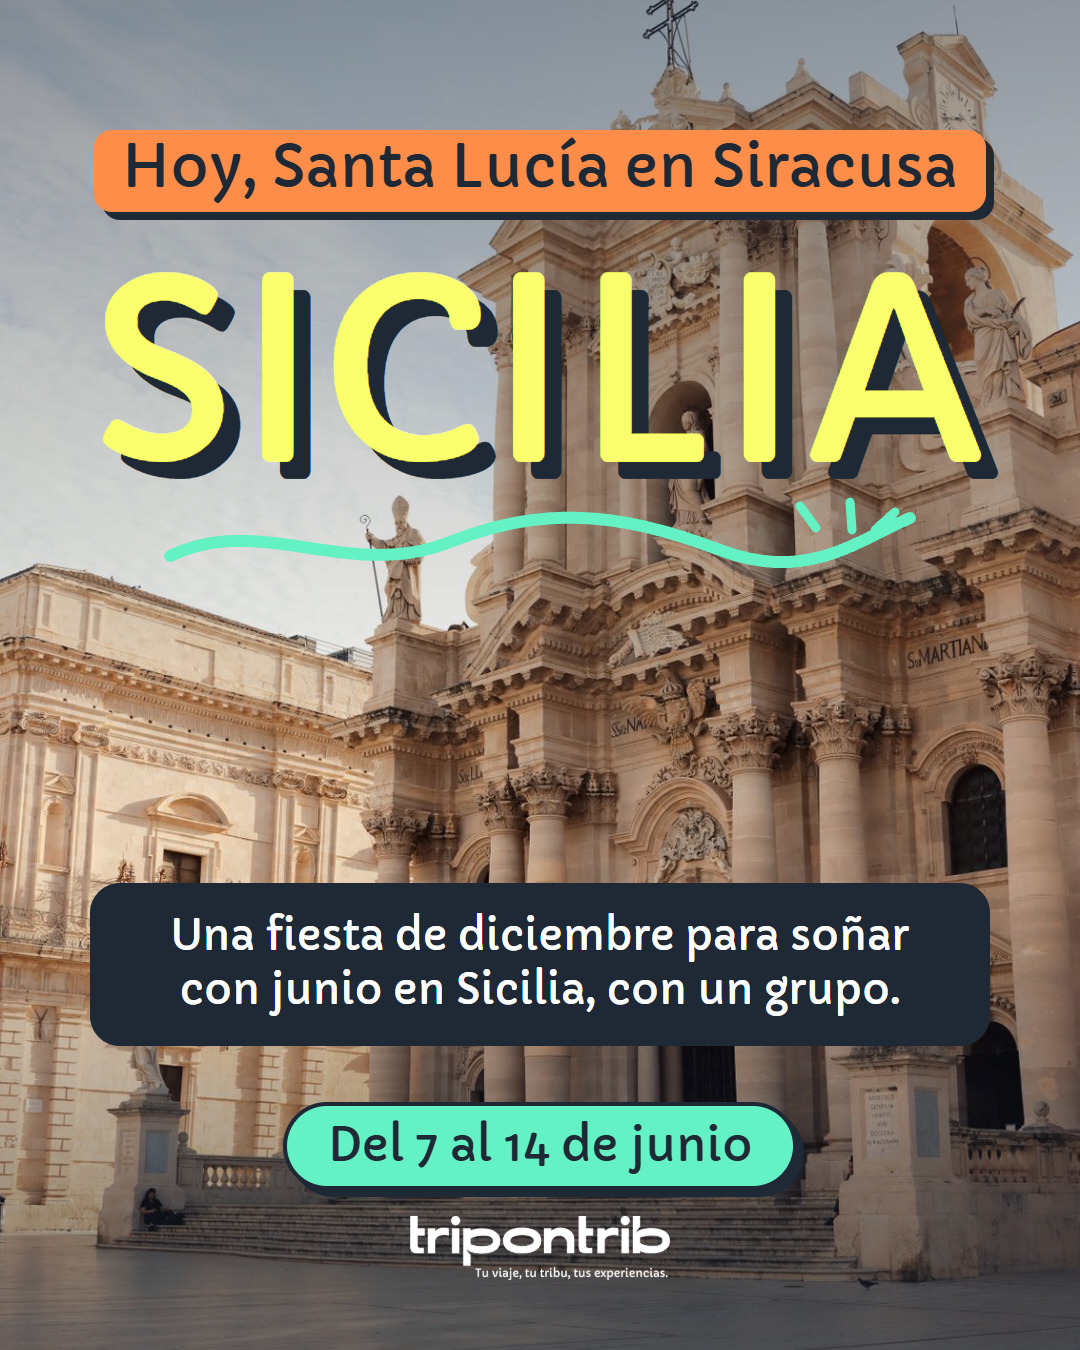 Hoy, Santa Lucía en Siracusa
SICILIA
S. MARTIAN
Una fiesta de diciembre para soñar
con junio en Sicilia, con un grupo.
Del 7 al 14 de junio
tripontrib
Tu viaje, tu tribu, tus experiencias.